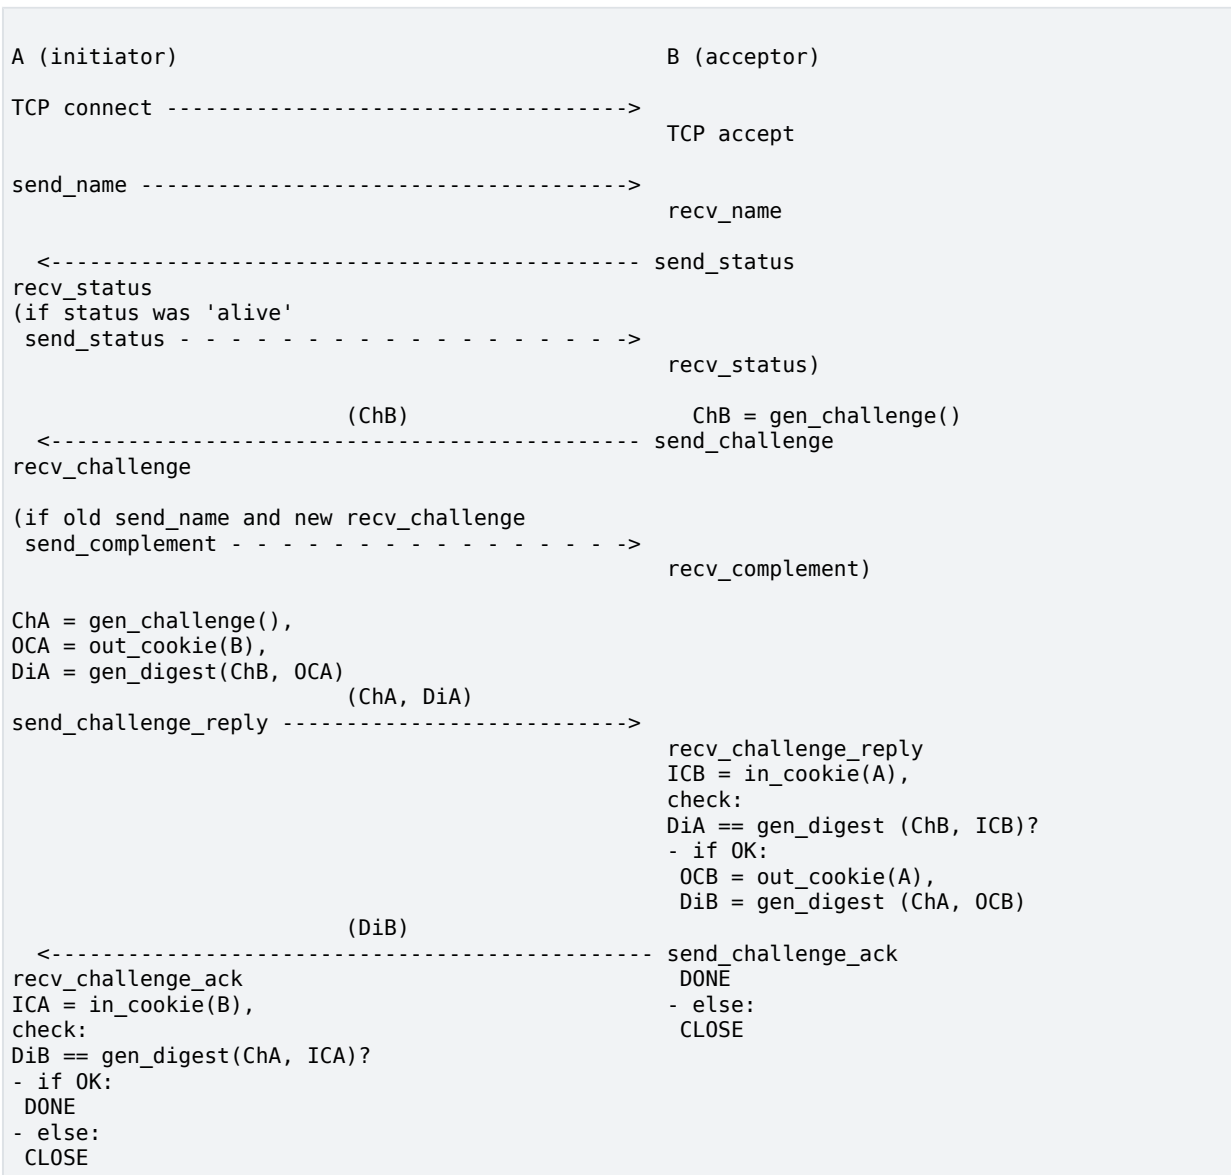 A (initiator)                                      B (acceptor)
TCP connect ------------------------------------>
                                                   TCP accept
send_name -------------------------------------->
                                                   recv_name
  <---------------------------------------------- send_status
recv_status
(if status was 'alive'
 send_status - - - - - - - - - - - - - - - - - ->
                                                   recv_status)
                          (ChB)                      ChB = gen_challenge()
  <---------------------------------------------- send_challenge
recv_challenge
(if old send_name and new recv_challenge
 send_complement - - - - - - - - - - - - - - - ->
                                                   recv_complement)
ChA = gen_challenge(),
OCA = out_cookie(B),
DiA = gen_digest(ChB, OCA)
                          (ChA, DiA)
send_challenge_reply --------------------------->
                                                   recv_challenge_reply
                                                   ICB = in_cookie(A),
                                                   check:
                                                   DiA == gen_digest (ChB, ICB)?
                                                   - if OK:
                                                    OCB = out_cookie(A),
                                                    DiB = gen_digest (ChA, OCB)
                          (DiB)
  <----------------------------------------------- send_challenge_ack
recv_challenge_ack                                  DONE
ICA = in_cookie(B),                                - else:
check:                                              CLOSE
DiB == gen_digest(ChA, ICA)?
- if OK:
 DONE
- else:
 CLOSE